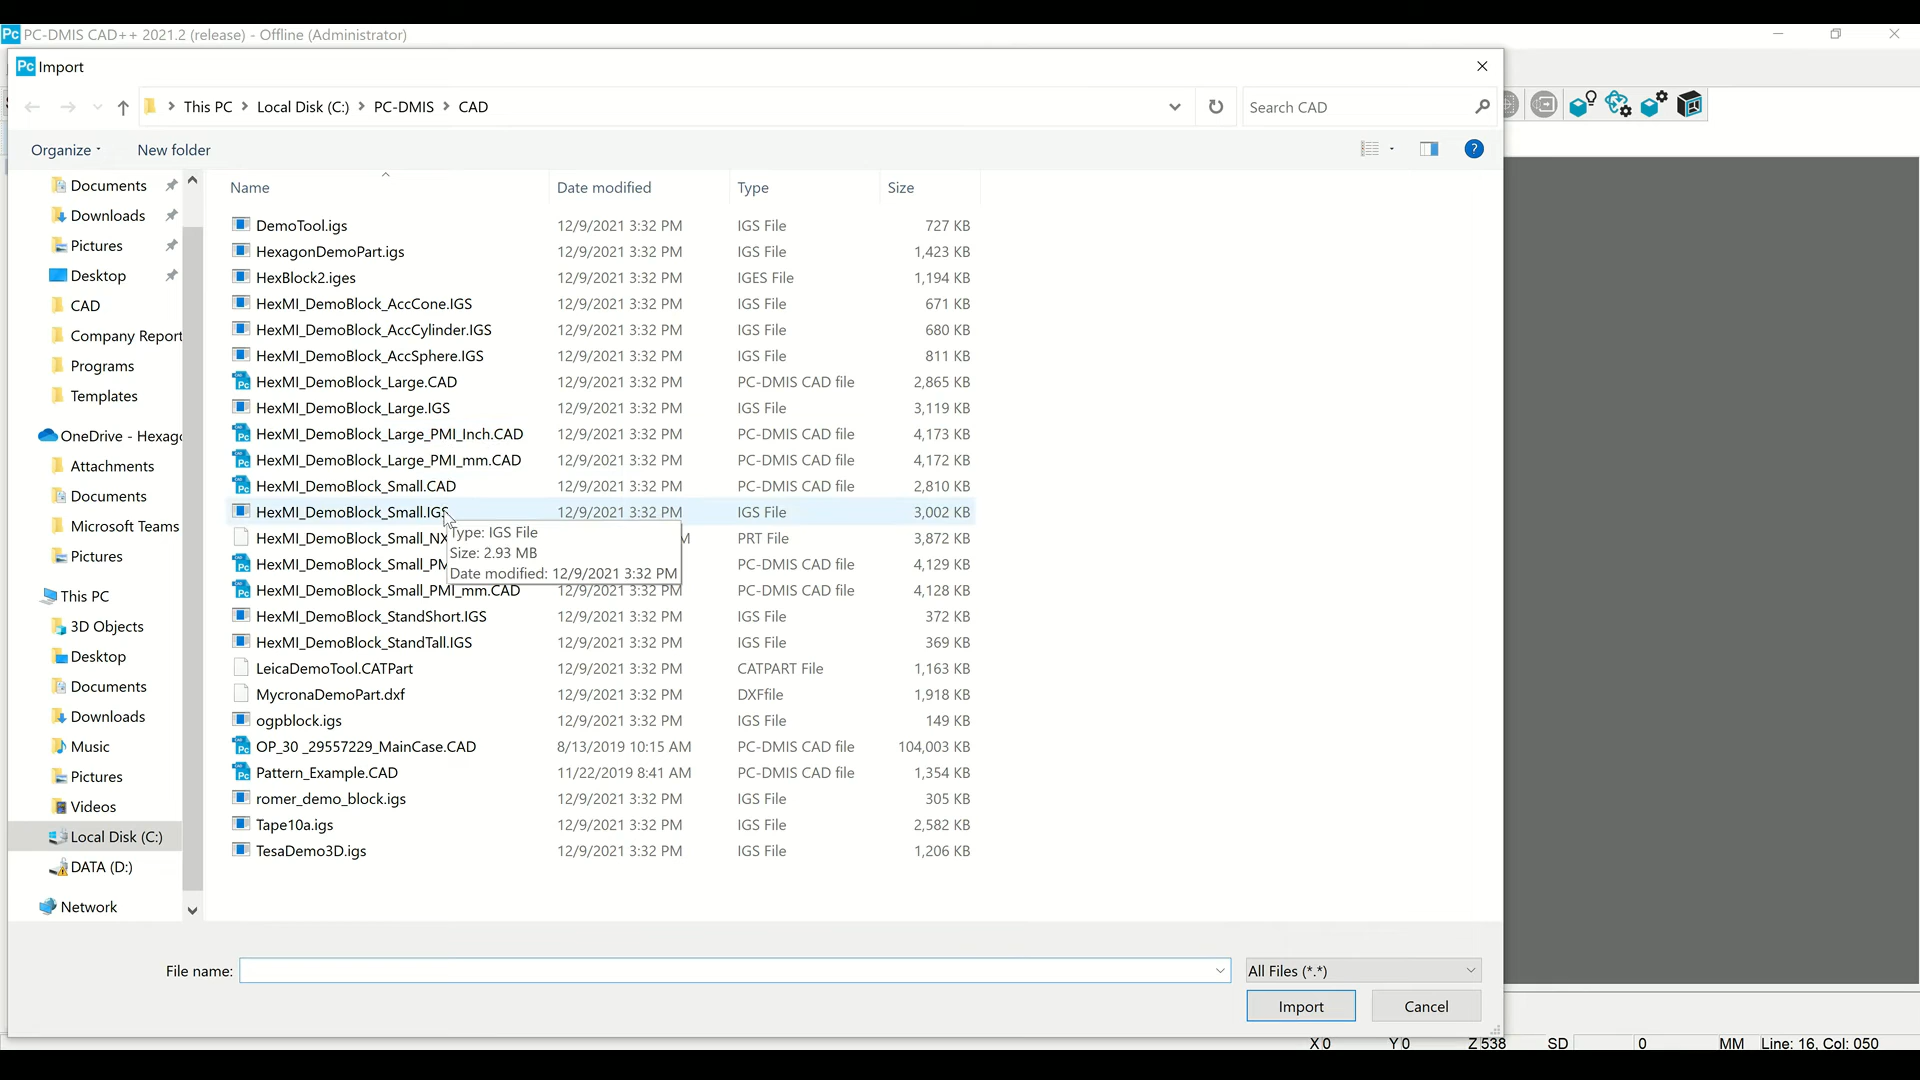 Pc PC-DMIS CAD++ 2021.2 (release) - Offline (Administrator)
Pc Import
This PC > Local Disk (C:) > PC-DMIS > CAD
Search CAD
Organize
New folder
?
Documents
Downloads
Pictures
Desktop
CAD
Company Report
Programs
Templates
OneDrive - Hexag
Attachments
Documents
Microsoft Teams
Pictures
This PC
3D Objects
Desktop
Documents
Downloads
Music
Pictures
Videos
Local Disk (C:)
DATA (D:)
Network
Name Date modified Type Size
DemoTool.igs 12/9/2021 3:32 PM IGS File 727 KB
HexagonDemoPart.igs 12/9/2021 3:32 PM IGS File 1,423 KB
HexBlock2.iges 12/9/2021 3:32 PM IGES File 1,194 KB
HexMI_DemoBlock_AccCone.IGS 12/9/2021 3:32 PM IGS File 671 KB
HexMI_DemoBlock_AccCylinder.IGS 12/9/2021 3:32 PM IGS File 680 KB
HexMI_DemoBlock_AccSphere.IGS 12/9/2021 3:32 PM IGS File 811 KB
HexMI_DemoBlock_Large.CAD 12/9/2021 3:32 PM PC-DMIS CAD file 2,865 KB
HexMI_DemoBlock_Large.IGS 12/9/2021 3:32 PM IGS File 3,119 KB
HexMI_DemoBlock_Large_PMI_Inch.CAD 12/9/2021 3:32 PM PC-DMIS CAD file 4,173 KB
HexMI_DemoBlock_Large_PMI_mm.CAD 12/9/2021 3:32 PM PC-DMIS CAD file 4,172 KB
HexMI_DemoBlock_Small.CAD 12/9/2021 3:32 PM PC-DMIS CAD file 2,810 KB
HexMI_DemoBlock_Small.IGS 12/9/2021 3:32 PM IGS File 3,002 KB
HexMI_DemoBlock_Small_NX M PRT File 3,872 KB
HexMI_DemoBlock_Small_PM PC-DMIS CAD file 4,129 KB
HexMI_DemoBlock_Small_PMI_mm.CAD 12/9/2021 3:32 PM PC-DMIS CAD file 4,128 KB
HexMI_DemoBlock_StandShort.IGS 12/9/2021 3:32 PM IGS File 372 KB
HexMI_DemoBlock_StandTall.IGS 12/9/2021 3:32 PM IGS File 369 KB
LeicaDemoTool.CATPart 12/9/2021 3:32 PM CATPART File 1,163 KB
MycronaDemoPart.dxf 12/9/2021 3:32 PM DXFfile 1,918 KB
ogpblock.igs 12/9/2021 3:32 PM IGS File 149 KB
OP_30 _29557229_MainCase.CAD 8/13/2019 10:15 AM PC-DMIS CAD file 104,003 KB
Pattern_Example.CAD 11/22/2019 8:41 AM PC-DMIS CAD file 1,354 KB
romer_demo_block.igs 12/9/2021 3:32 PM IGS File 305 KB
Tape10a.igs 12/9/2021 3:32 PM IGS File 2,582 KB
TesaDemo3D.igs 12/9/2021 3:32 PM IGS File 1,206 KB
Type: IGS File
Size: 2.93 MB
Date modified: 12/9/2021 3:32 PM
File name:
All Files (*.*)
Import
Cancel
X 0 Y 0 Z 538 SD 0 MM Line: 16, Col: 050